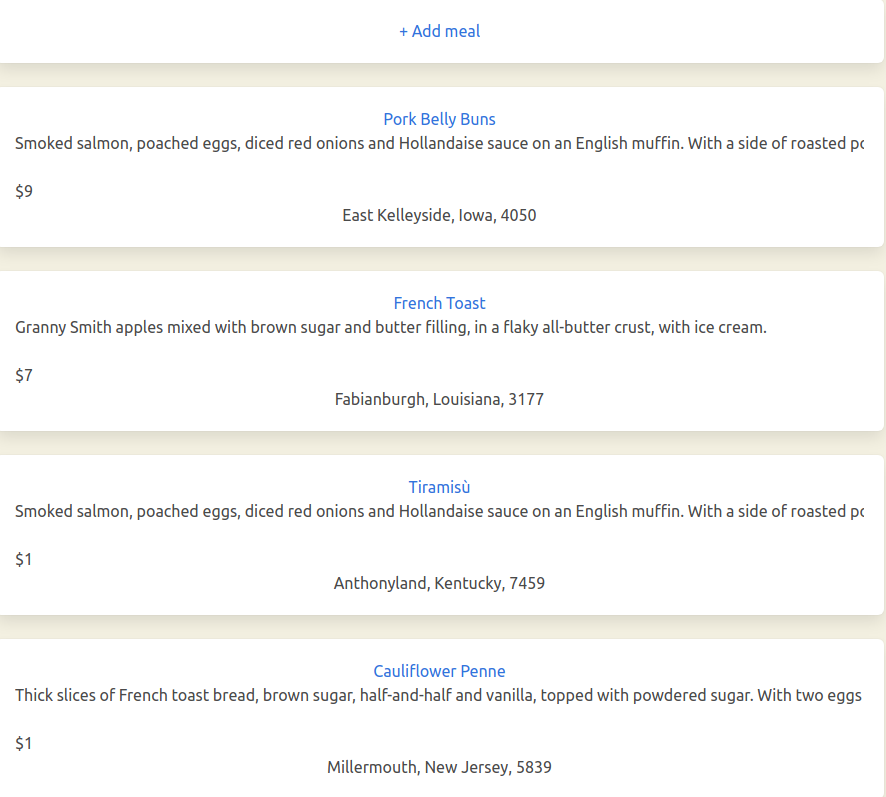 + Add meal
Pork Belly Buns
Smoked salmon, poached eggs, diced red onions and Hollandaise sauce on an English muffin. With a side of roasted
$9
East Kelleyside, Iowa, 4050
French Toast
Granny Smith apples mixed with brown sugar and butter filling, in a flaky all-butter crust, with ice cream.
$7
Fabianburgh, Louisiana, 3177
Tiramisù
Smoked salmon, poached eggs, diced red onions and Hollandaise sauce on an English muffin. With a side of roasted
$1
Anthonyland, Kentucky, 7459
Cauliflower Penne
Thick slices of French toast bread, brown sugar, half-and-half and vanilla, topped with powdered sugar. With two eggs
$1
Millermouth, New Jersey, 5839